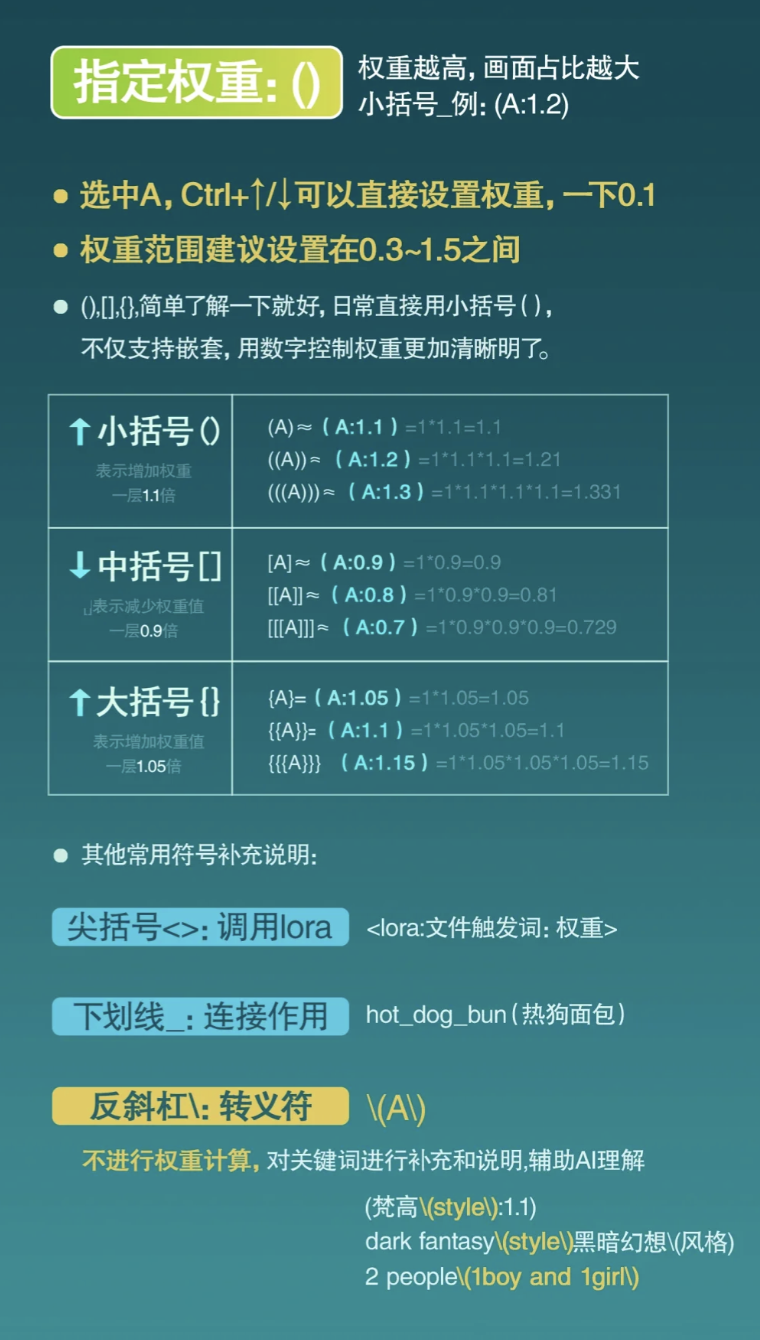 指定权重: ()
权重越高, 画面占比越大
小括号_例: (A:1.2)
选中A, Ctrl+↑/↓可以直接设置权重, 一下0.1
权重范围建议设置在0.3~1.5之间
(),[],{},简单了解一下就好, 日常直接用小括号(),
不仅支持嵌套, 用数字控制权重更加清晰明了。
↑小括号()
表示增加权重
一层1.1倍
(A)≈(A:1.1)=1*1.1=1.1
((A))≈(A:1.2)=1*1.1*1.1=1.21
(((A)))≈(A:1.3)=1*1.1*1.1*1.1=1.331
↓中括号[]
表示减少权重值
一层0.9倍
[A]≈(A:0.9)=1*0.9=0.9
[[A]]≈(A:0.8)=1*0.9*0.9=0.81
[[[A]]]≈(A:0.7)=1*0.9*0.9*0.9=0.729
↑大括号{}
表示增加权重值
一层1.05倍
{A}=(A:1.05)=1*1.05=1.05
{{A}}=(A:1.1)=1*1.05*1.05=1.1
{{{A}}} (A:1.15)=1*1.05*1.05*1.05=1.15
其他常用符号补充说明:
尖括号<>: 调用lora
<lora:文件触发词: 权重>
下划线_: 连接作用
hot_dog_bun(热狗面包)
反斜杠\: 转义符
\(A\)
不进行权重计算, 对关键词进行补充和说明,辅助AI理解
(梵高\(style\):1.1)
dark fantasy\(style\)黑暗幻想\(风格)
2 people\(1boy and 1girl\)